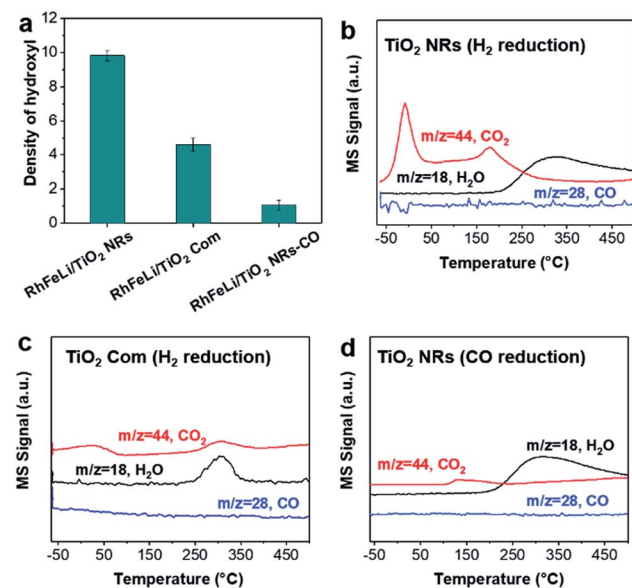 a
Density of hydroxyl
12
10
8
6
4
2
0
RhFeLi/TiO₂ NRs
RhFeLi/TiO₂ Com
RhFeLi/TiO₂ NRs-CO
b
TiO₂ NRs (H₂ reduction)
MS Signal (a.u.)
m/z=44, CO₂
m/z=18, H₂O
m/z=28, CO
-50 50 150 250 350 450
Temperature (°C)
c
TiO₂ Com (H₂ reduction)
MS Signal (a.u.)
m/z=44, CO₂
m/z=18, H₂O
m/z=28, CO
-50 50 150 250 350 450
Temperature (°C)
d
TiO₂ NRs (CO reduction)
MS Signal (a.u.)
m/z=18, H₂O
m/z=44, CO₂
m/z=28, CO
-50 50 150 250 350 450
Temperature (°C)